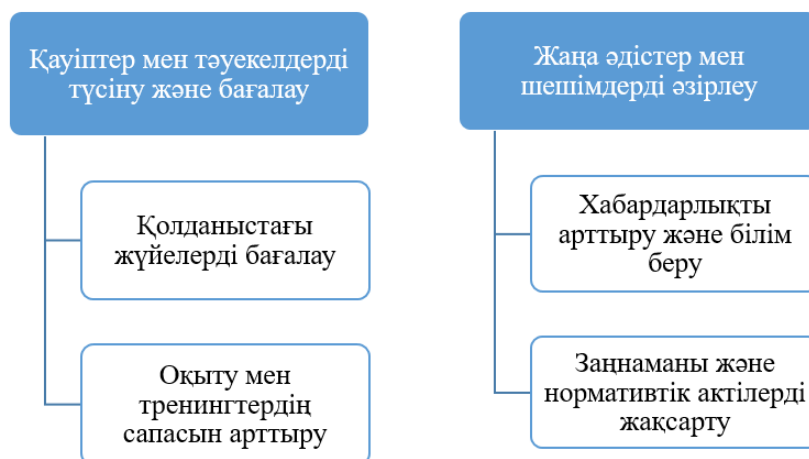 Қауіптер мен тәуекелдерді
түсіну және бағалау
Қолданыстағы
жүйелерді бағалау
Оқыту мен
тренингтердің
сапасын арттыру
Жаңа әдістер мен
шешімдерді әзірлеу
Хабардарлықты
арттыру және білім
беру
Заңнаманы және
нормативтік актілерді
жақсарту